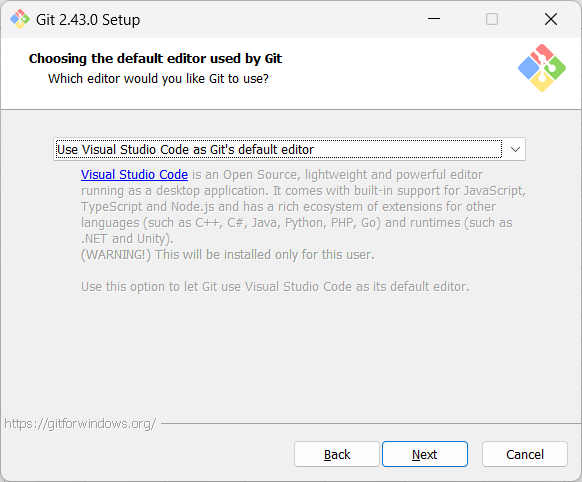 Git 2.43.0 Setup
Choosing the default editor used by Git
Which editor would you like Git to use?
Use Visual Studio Code as Git's default editor
Visual Studio Code is an Open Source, lightweight and powerful editor
running as a desktop application. It comes with built-in support for JavaScript,
TypeScript and Node.js and has a rich ecosystem of extensions for other
languages (such as C++, C#, Java, Python, PHP, Go) and runtimes (such as
.NET and Unity).
(WARNING!) This will be installed only for this user.
Use this option to let Git use Visual Studio Code as its default editor.
https://gitforwindows.org/
Back Next Cancel